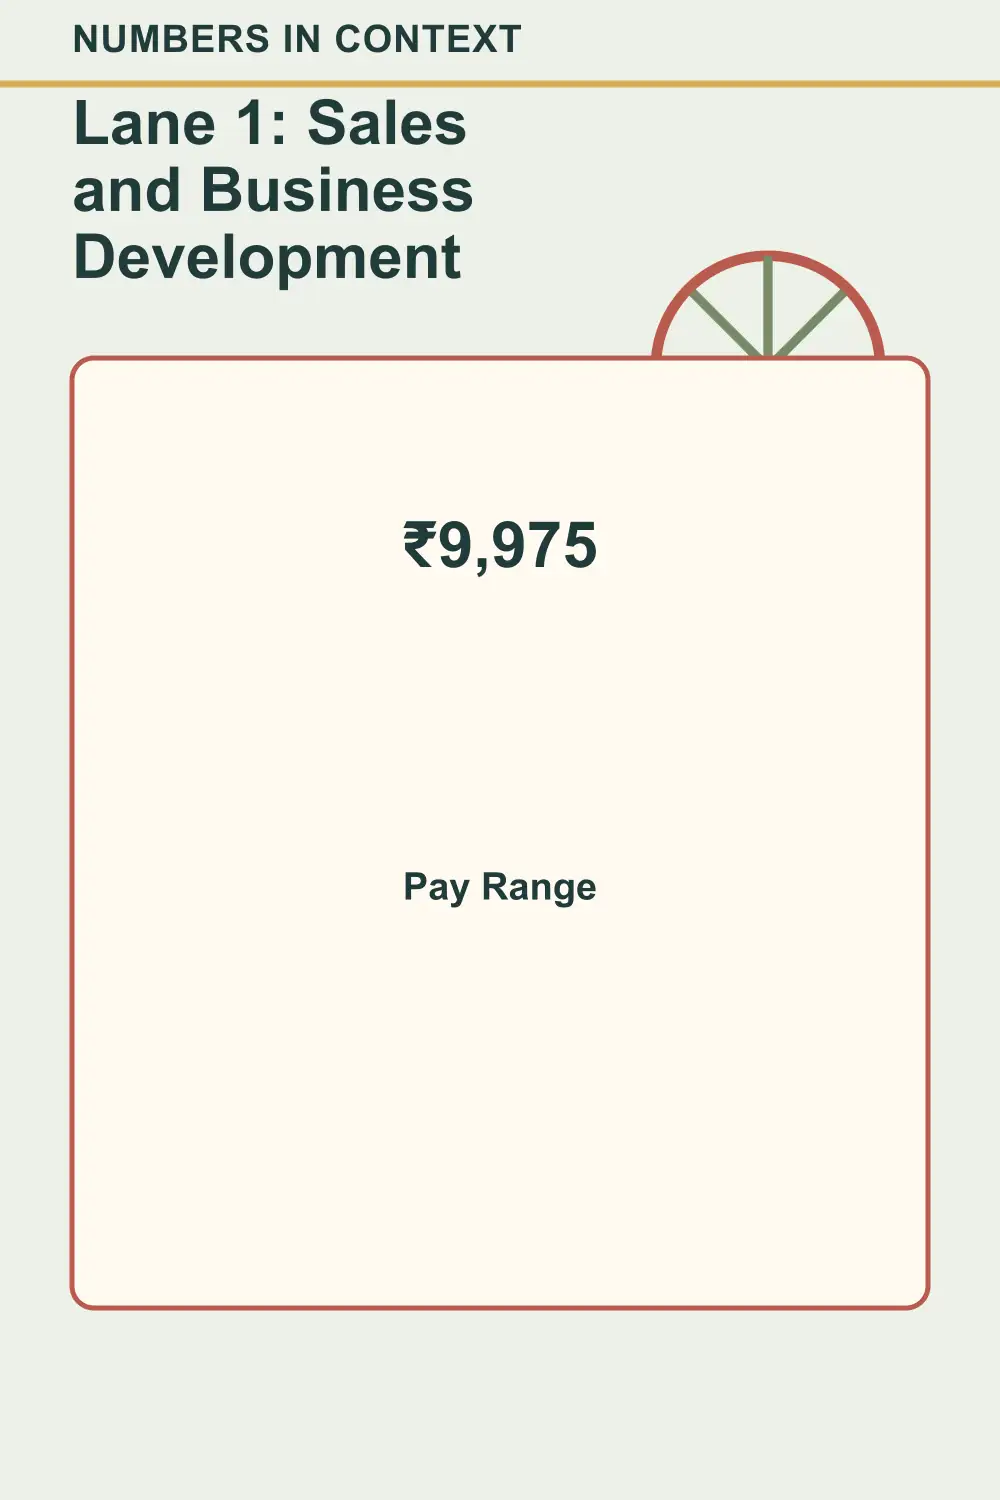 NUMBERS IN CONTEXT
Lane 1: Sales
and Business
Development
₹9,975
Pay Range